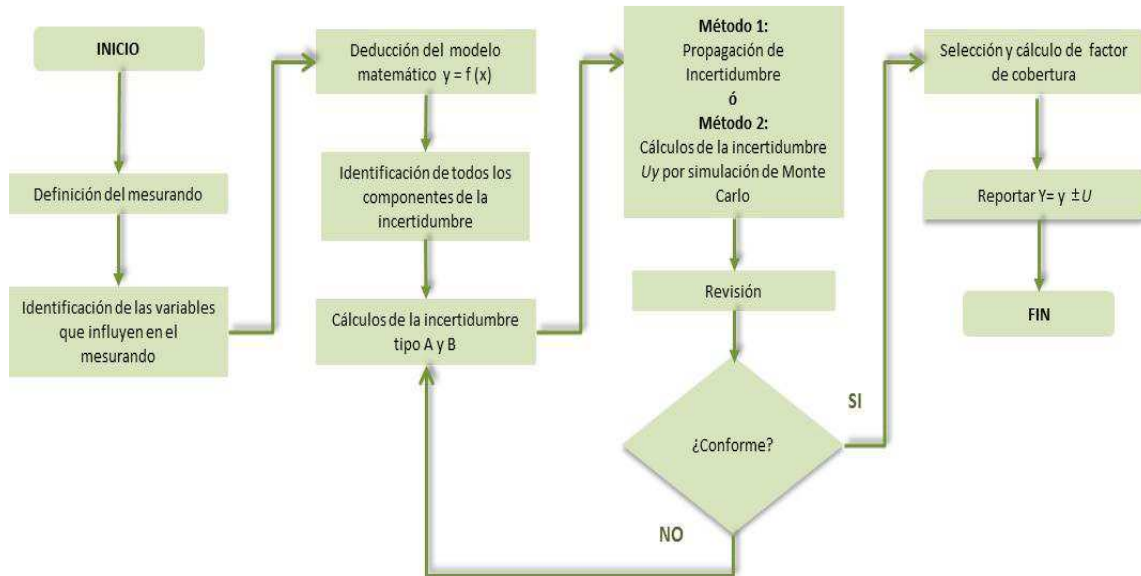 INICIO
Definición del mesurando
Identificación de las variables
que influyen en el
mesurando
Deducción del modelo
matemático y = f (x)
Identificación de todos los
componentes de la
incertidumbre
Cálculos de la incertidumbre
tipo A y B
Método 1:
Propagación de
Incertidumbre
ó
Método 2:
Cálculos de la incertidumbre
Uy por simulación de Monte
Carlo
Revisión
¿Conforme?
SI
NO
Selección y cálculo de factor
de cobertura
Reportar Y= y ±U
FIN